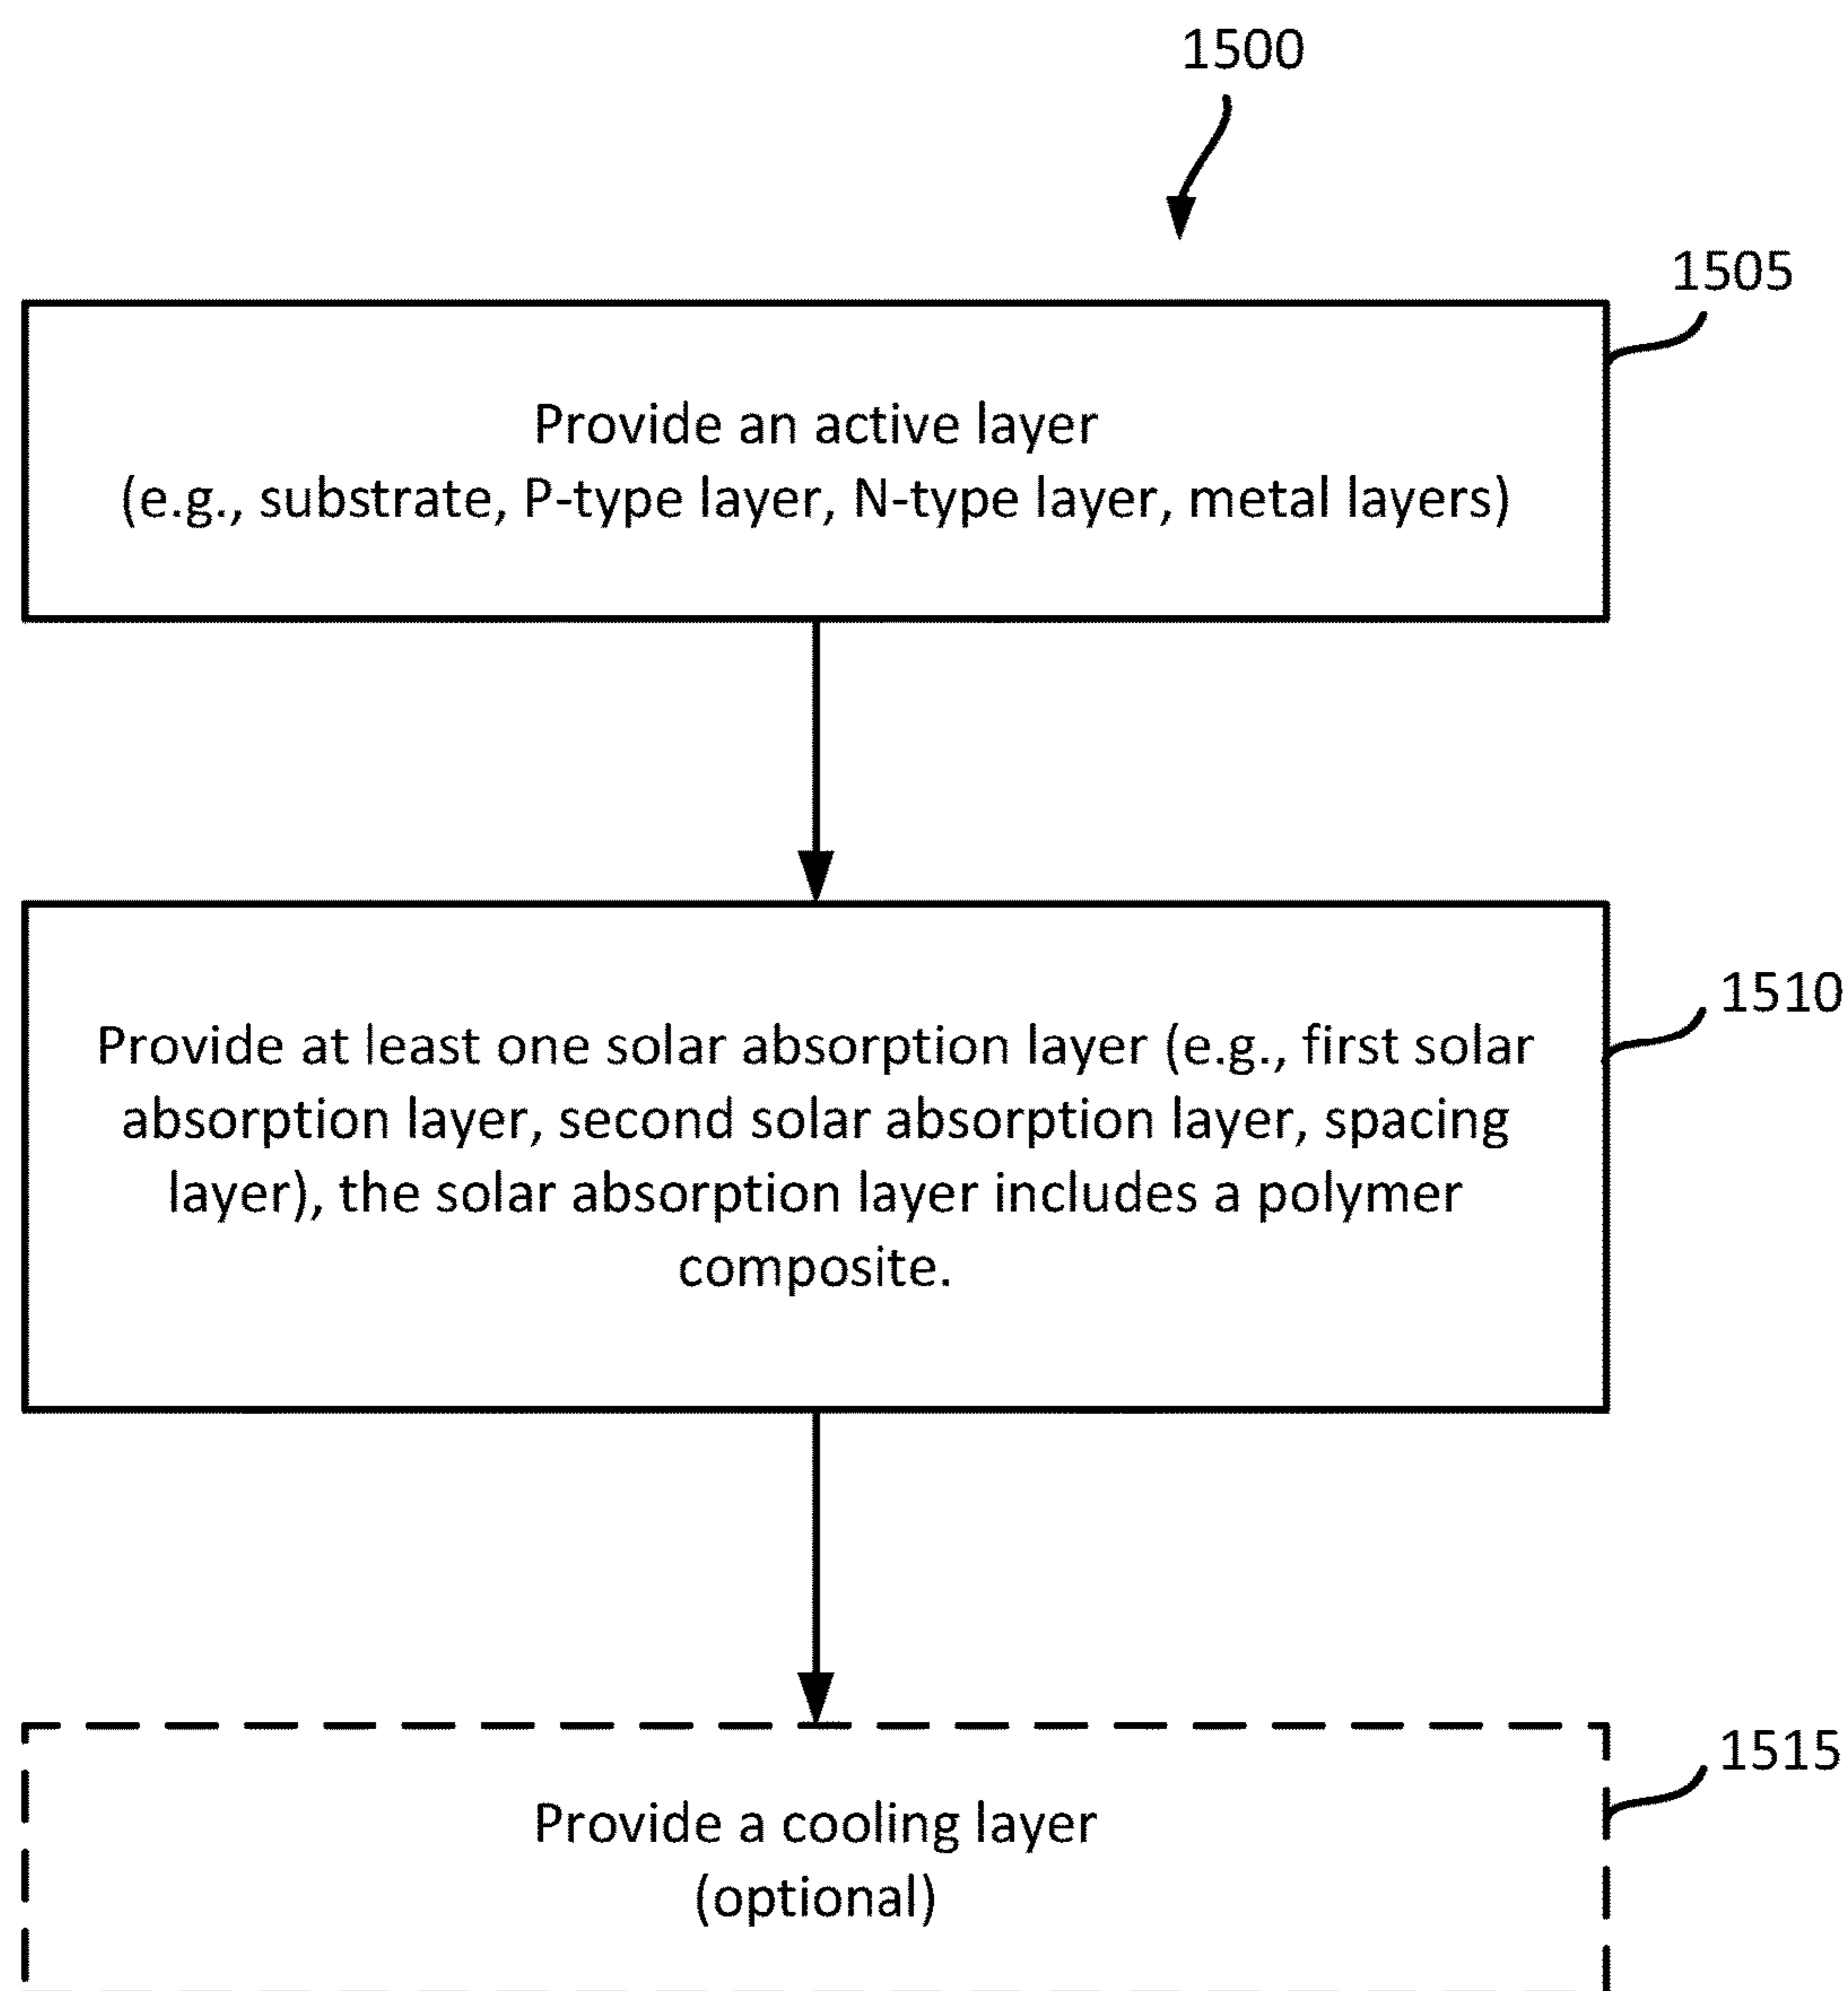 1500
1505
Provide an active layer
(e.g., substrate, P-type layer, N-type layer, metal layers)
1510
Provide at least one solar absorption layer (e.g., first solar
absorption layer, second solar absorption layer, spacing
layer), the solar absorption layer includes a polymer
composite.
1515
Provide a cooling layer
(optional)